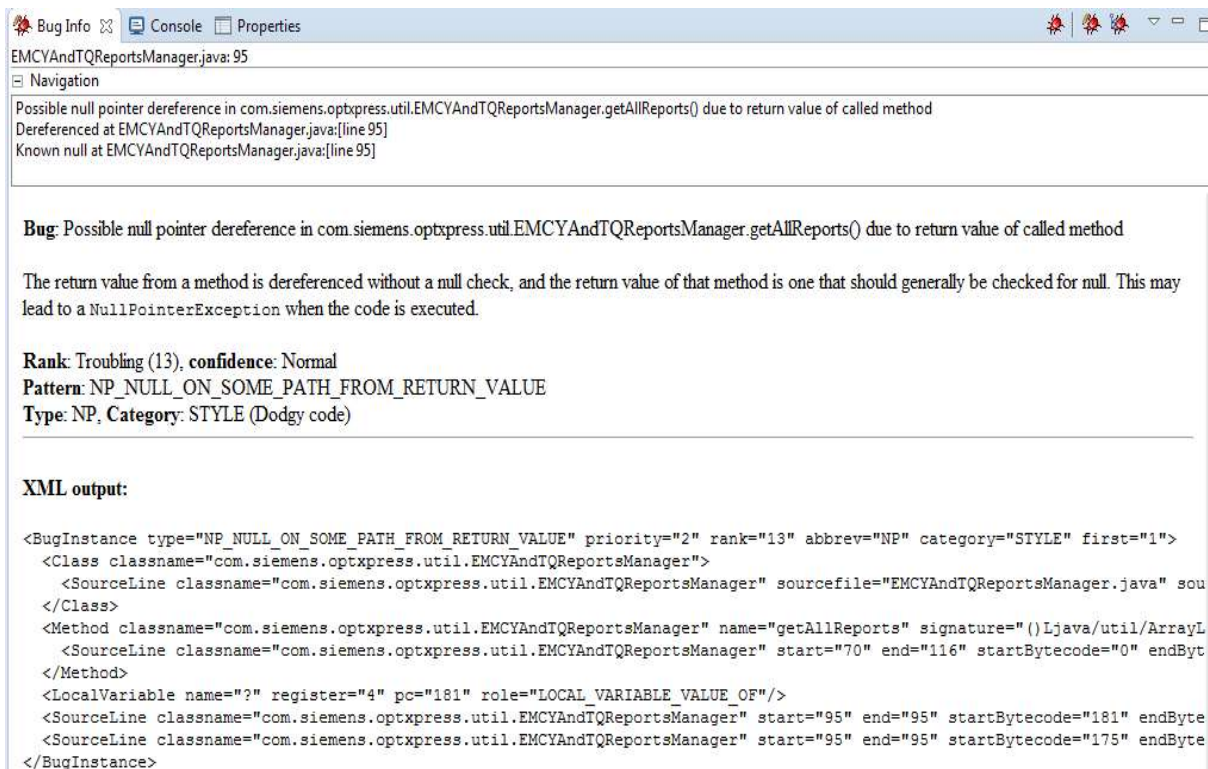 Bug Info Console Properties
EMCYAndTQReportsManager.java: 95
Navigation
Possible null pointer dereference in com.siemens.optxpress.util.EMCYAndTQReportsManager.getAllReports() due to return value of called method
Dereferenced at EMCYAndTQReportsManager.java:[line 95]
Known null at EMCYAndTQReportsManager.java:[line 95]
Bug: Possible null pointer dereference in com.siemens.optxpress.util.EMCYAndTQReportsManager.getAllReports() due to return value of called method
The return value from a method is dereferenced without a null check, and the return value of that method is one that should generally be checked for null. This may
lead to a NullPointerException when the code is executed.
Rank: Troubling (13), confidence: Normal
Pattern: NP_NULL_ON_SOME_PATH_FROM_RETURN_VALUE
Type: NP, Category: STYLE (Dodgy code)
XML output:
<BugInstance type="NP_NULL_ON_SOME_PATH_FROM_RETURN_VALUE" priority="2" rank="13" abbrev="NP" category="STYLE" first="1">
<Class classname="com.siemens.optxpress.util.EMCYAndTQReportsManager">
<SourceLine classname="com.siemens.optxpress.util.EMCYAndTQReportsManager" sourcefile="EMCYAndTQReportsManager.java" sou
</Class>
<Method classname="com.siemens.optxpress.util.EMCYAndTQReportsManager" name="getAllReports" signature="()Ljava/util/ArrayL
<SourceLine classname="com.siemens.optxpress.util.EMCYAndTQReportsManager" start="70" end="116" startBytecode="0" endByt
</Method>
<LocalVariable name="?" register="4" pc="181" role="LOCAL_VARIABLE_VALUE_OF"/>
<SourceLine classname="com.siemens.optxpress.util.EMCYAndTQReportsManager" start="95" end="95" startBytecode="181" endByte
<SourceLine classname="com.siemens.optxpress.util.EMCYAndTQReportsManager" start="95" end="95" startBytecode="175" endByte
</BugInstance>